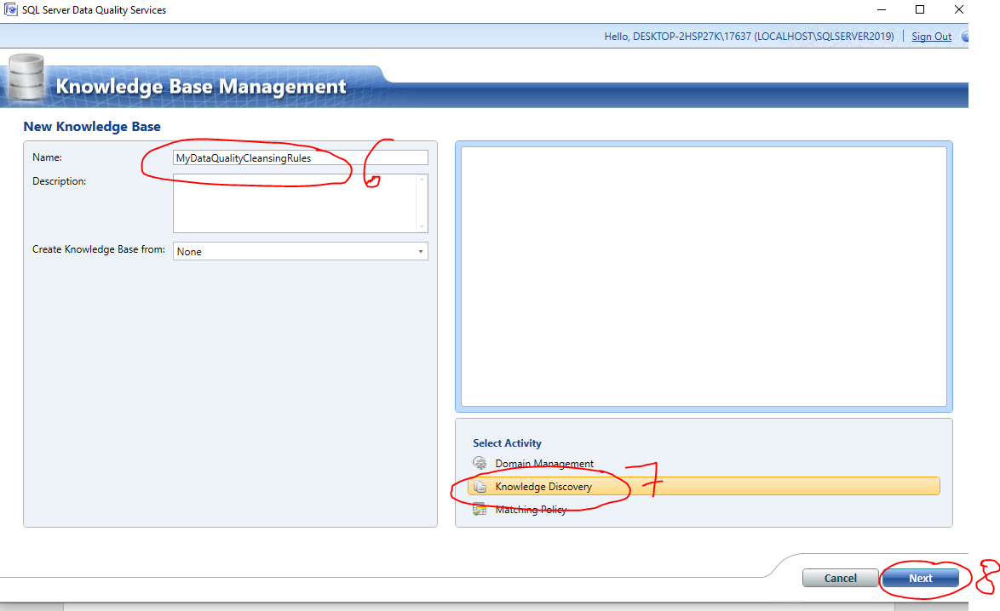 SQL Server Data Quality Services
Hello, DESKTOP-2HSP27K\17637 (LOCALHOST\SQLSERVER2019) | Sign Out
Knowledge Base Management
New Knowledge Base
Name: MyDataQualityCleansingRules 6
Description:
Create Knowledge Base from: None
Select Activity
Domain Management
Knowledge Discovery 7
Matching Policy
Cancel Next 8